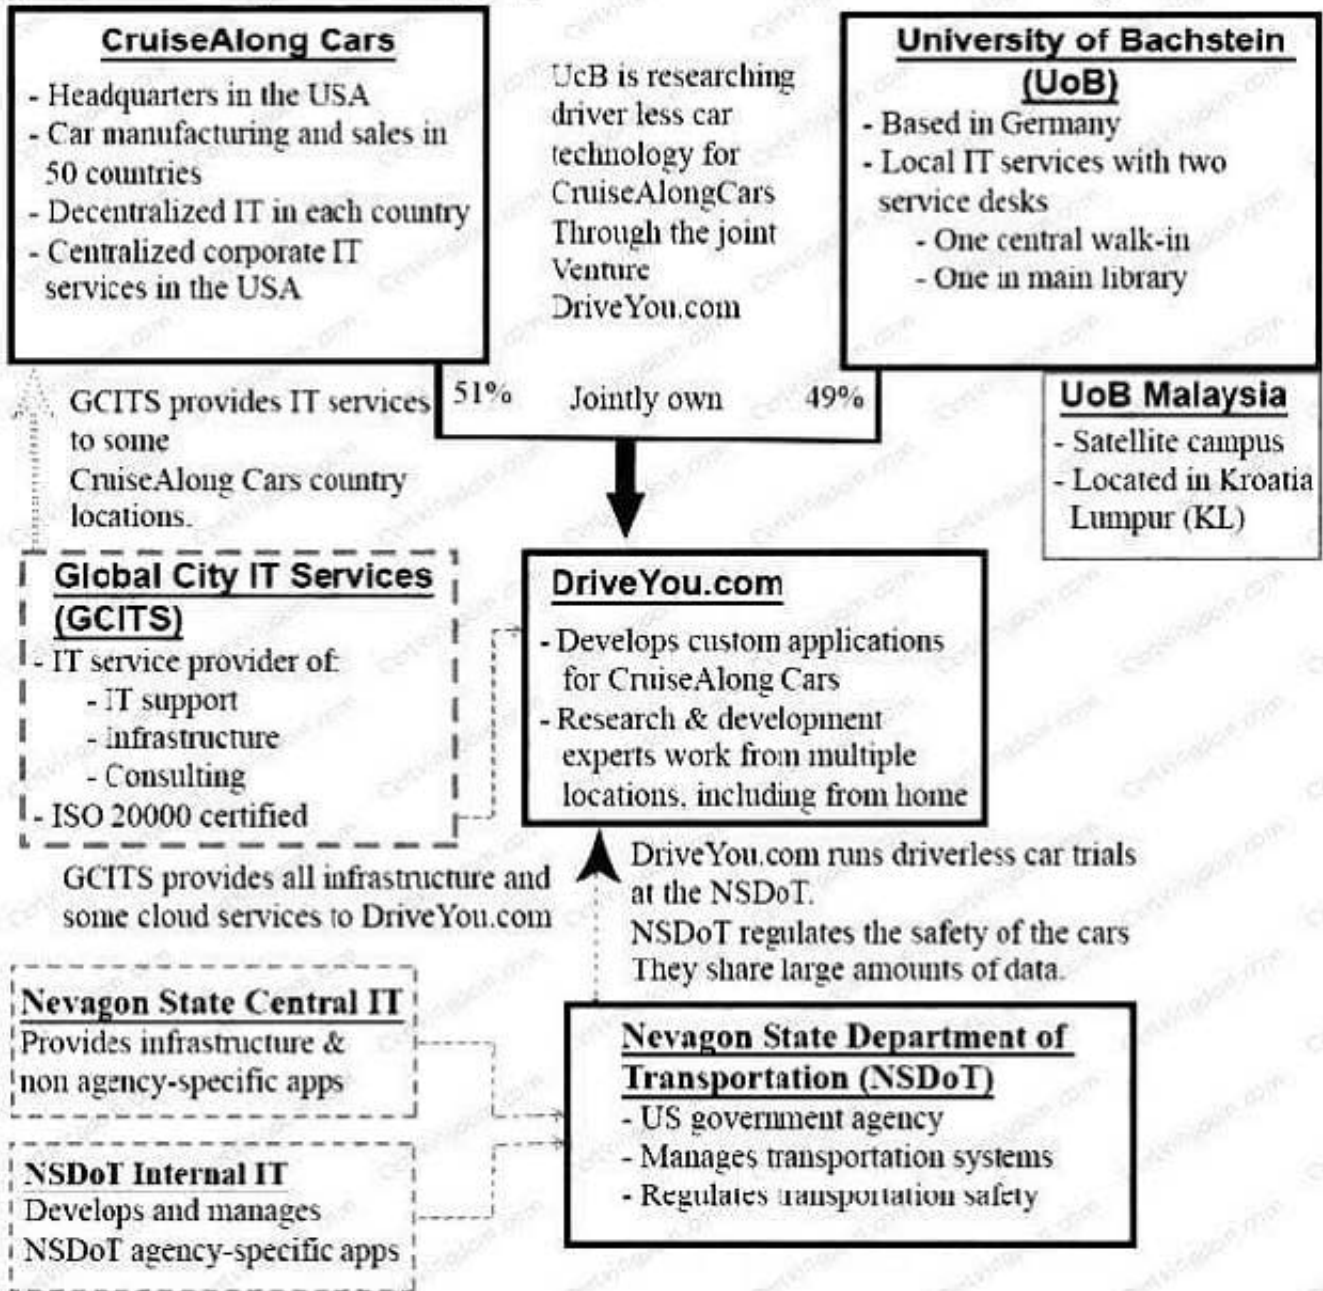 CruiseAlong Cars
- Headquarters in the USA
- Car manufacturing and sales in
50 countries
- Decentralized IT in each country
- Centralized corporate IT
services in the USA
UcB is researching
driver less car
technology for
CruiseAlongCars
Through the joint
Venture
DriveYou.com
University of Bachstein
(UoB)
- Based in Germany
- Local IT services with two
service desks
- One central walk-in
- One in main library
51% Jointly own 49%
UoB Malaysia
- Satellite campus
- Located in Kroatia
Lumpur (KL)
GCITS provides IT services
to some
CruiseAlong Cars country
locations.
Global City IT Services
(GCITS)
- IT service provider of:
- IT support
- Infrastructure
- Consulting
- ISO 20000 certified
DriveYou.com
- Develops custom applications
for CruiseAlong Cars
- Research & development
experts work from multiple
locations, including from home
GCITS provides all infrastructure and
some cloud services to DriveYou.com
DriveYou.com runs driverless car trials
at the NSDoT.
NSDoT regulates the safety of the cars
They share large amounts of data.
Nevagon State Central IT
Provides infrastructure &
non agency-specific apps
NSDoT Internal IT
Develops and manages
NSDoT agency-specific apps
Nevagon State Department of
Transportation (NSDoT)
- US government agency
- Manages transportation systems
- Regulates transportation safety